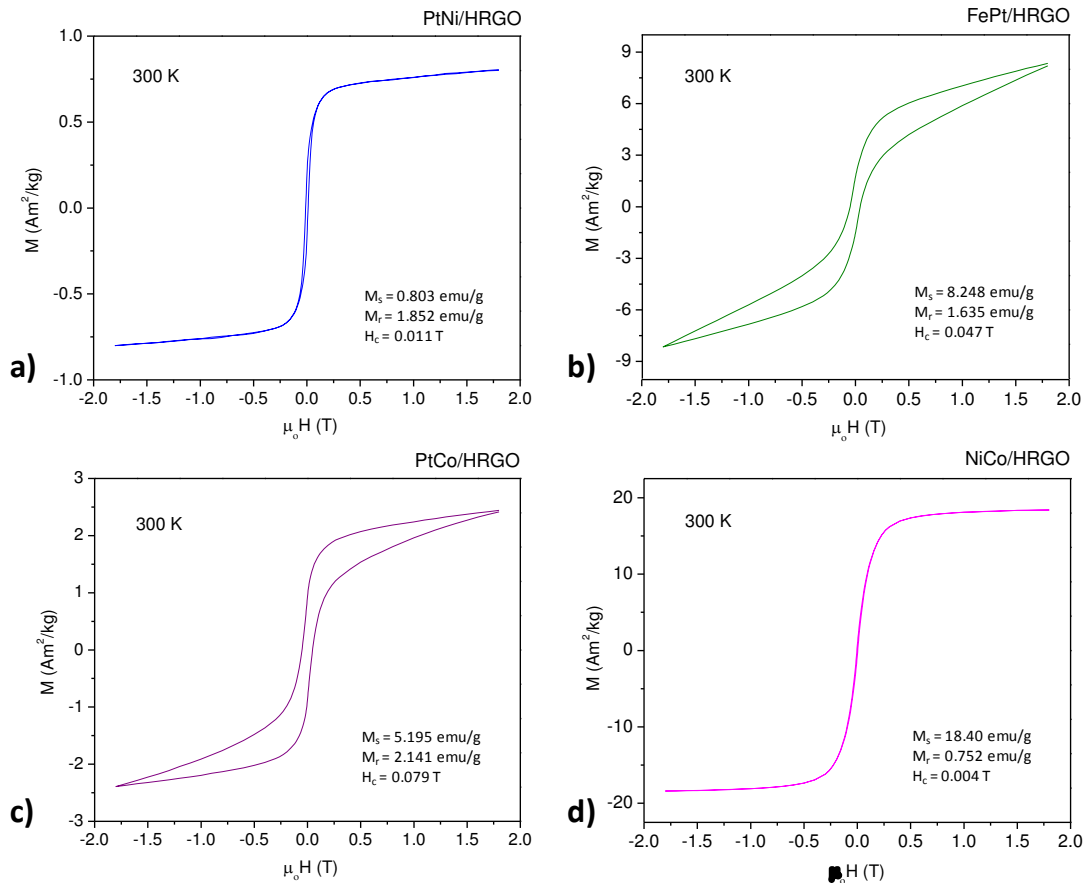 PtNi/HRGO
1.0
0.5
0.0
-0.5
-1.0
M (Am²/kg)
300 K
Mₛ = 0.803 emu/g
Mᵣ = 1.852 emu/g
H꜀ = 0.011 T
a)
-2.0 -1.5 -1.0 -0.5 0.0 0.5 1.0 1.5 2.0
μₒH (T)
FePt/HRGO
9
6
3
0
-3
-6
-9
M (Am²/kg)
300 K
Mₛ = 8.248 emu/g
Mᵣ = 1.635 emu/g
H꜀ = 0.047 T
b)
-2.0 -1.5 -1.0 -0.5 0.0 0.5 1.0 1.5 2.0
μₒH (T)
PtCo/HRGO
3
2
1
0
-1
-2
-3
M (Am²/kg)
300 K
Mₛ = 5.195 emu/g
Mᵣ = 2.141 emu/g
H꜀ = 0.079 T
c)
-2.0 -1.5 -1.0 -0.5 0.0 0.5 1.0 1.5 2.0
μₒH (T)
NiCo/HRGO
20
10
0
-10
-20
M (Am²/kg)
300 K
Mₛ = 18.40 emu/g
Mᵣ = 0.752 emu/g
H꜀ = 0.004 T
d)
-2.0 -1.5 -1.0 -0.5 0.0 0.5 1.0 1.5 2.0
μₒH (T)